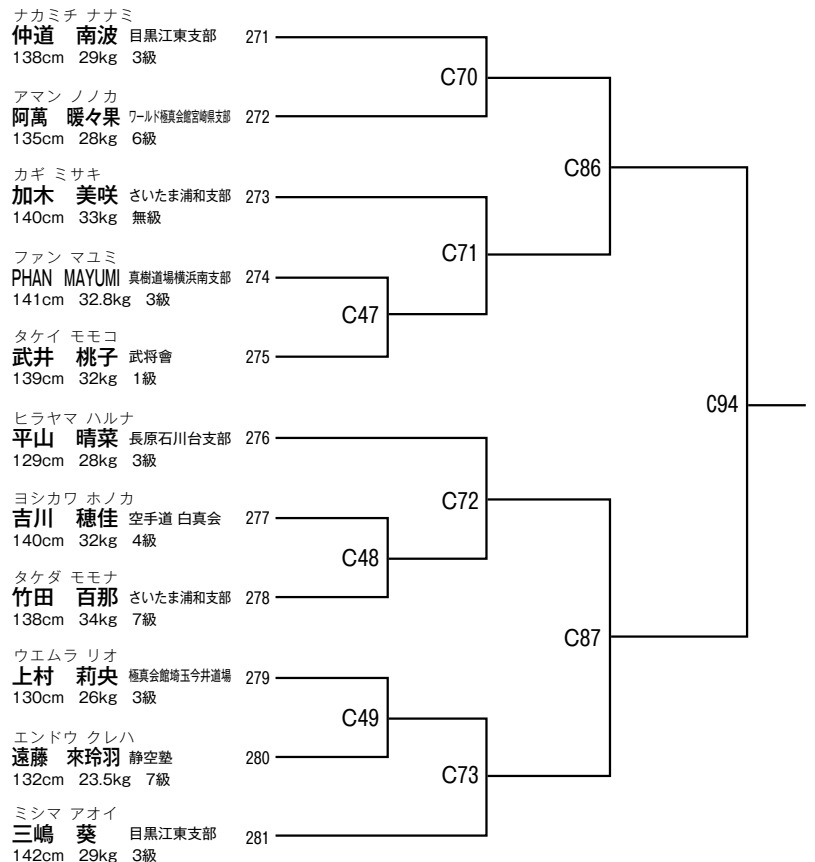 ナカミチ ナナミ
仲道 南波 目黒江東支部 271
138cm 29kg 3級
C70
アマン ノノカ
阿萬 暖々果 ワールド極真会館宮崎県支部 272
135cm 28kg 6級
C86
カギ ミサキ
加木 美咲 さいたま浦和支部 273
140cm 33kg 無級
C71
ファン マユミ
PHAN MAYUMI 真樹道場横浜南支部 274
141cm 32.8kg 3級
C47
タケイ モモコ
武井 桃子 武将會 275
139cm 32kg 1級
C94
ヒラヤマ ハルナ
平山 晴菜 長原石川台支部 276
129cm 28kg 3級
C72
ヨシカワ ホノカ
吉川 穂佳 空手道 白真会 277
140cm 32kg 4級
C48
タケダ モモナ
竹田 百那 さいたま浦和支部 278
138cm 34kg 7級
C87
ウエムラ リオ
上村 莉央 極真会館埼玉今井道場 279
130cm 26kg 3級
C49
エンドウ クレハ
遠藤 來玲羽 静空塾 280
132cm 23.5kg 7級
C73
ミシマ アオイ
三嶋 葵 目黒江東支部 281
142cm 29kg 3級